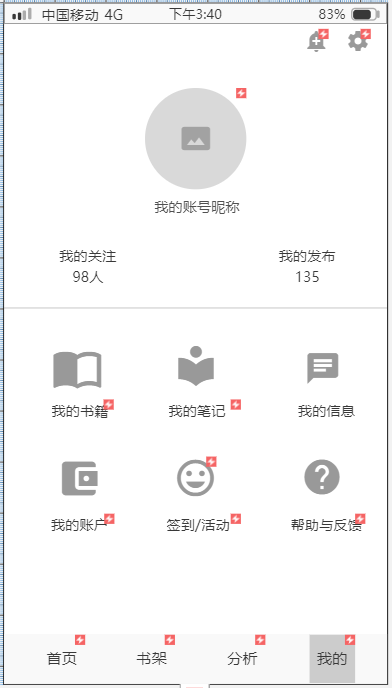 中国移动 4G 下午3:40 83%
我的账号昵称
我的关注 我的发布
98人 135
我的书籍 我的笔记 我的信息
我的账户 签到/活动 帮助与反馈
首页 书架 分析 我的